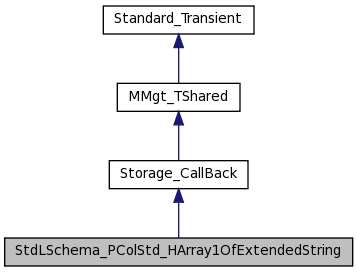 Standard_Transient
MMgt_TShared
Storage_CallBack
StdLSchema_PColStd_HArray1OfExtendedString